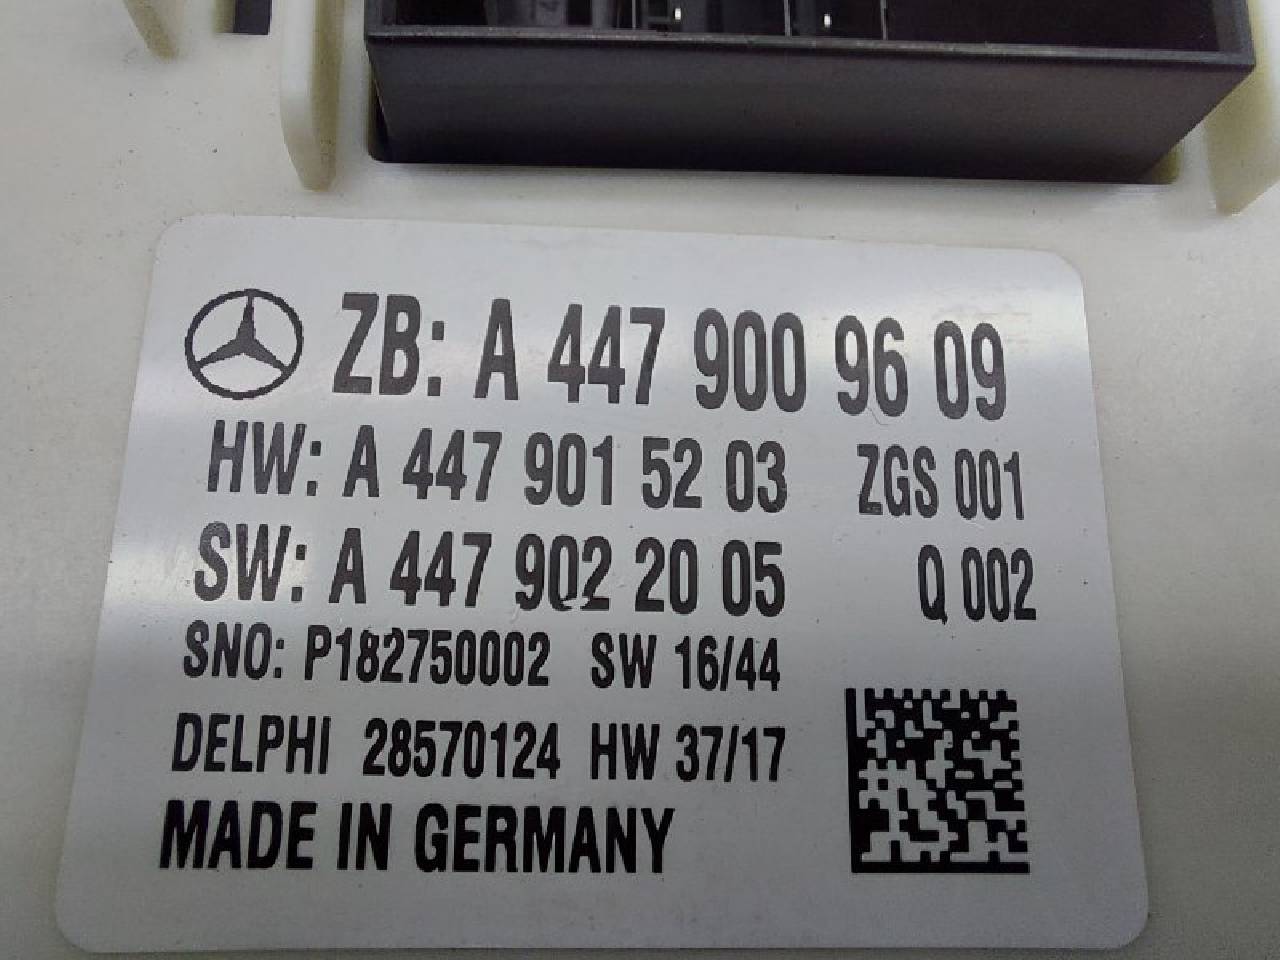 ZB: A 447 900 96 09
HW: A 447 901 52 03 ZGS 001
SW: A 447 902 20 05 Q 002
SNO: P182750002 SW 16/44
DELPHI 28570124 HW 37/17
MADE IN GERMANY